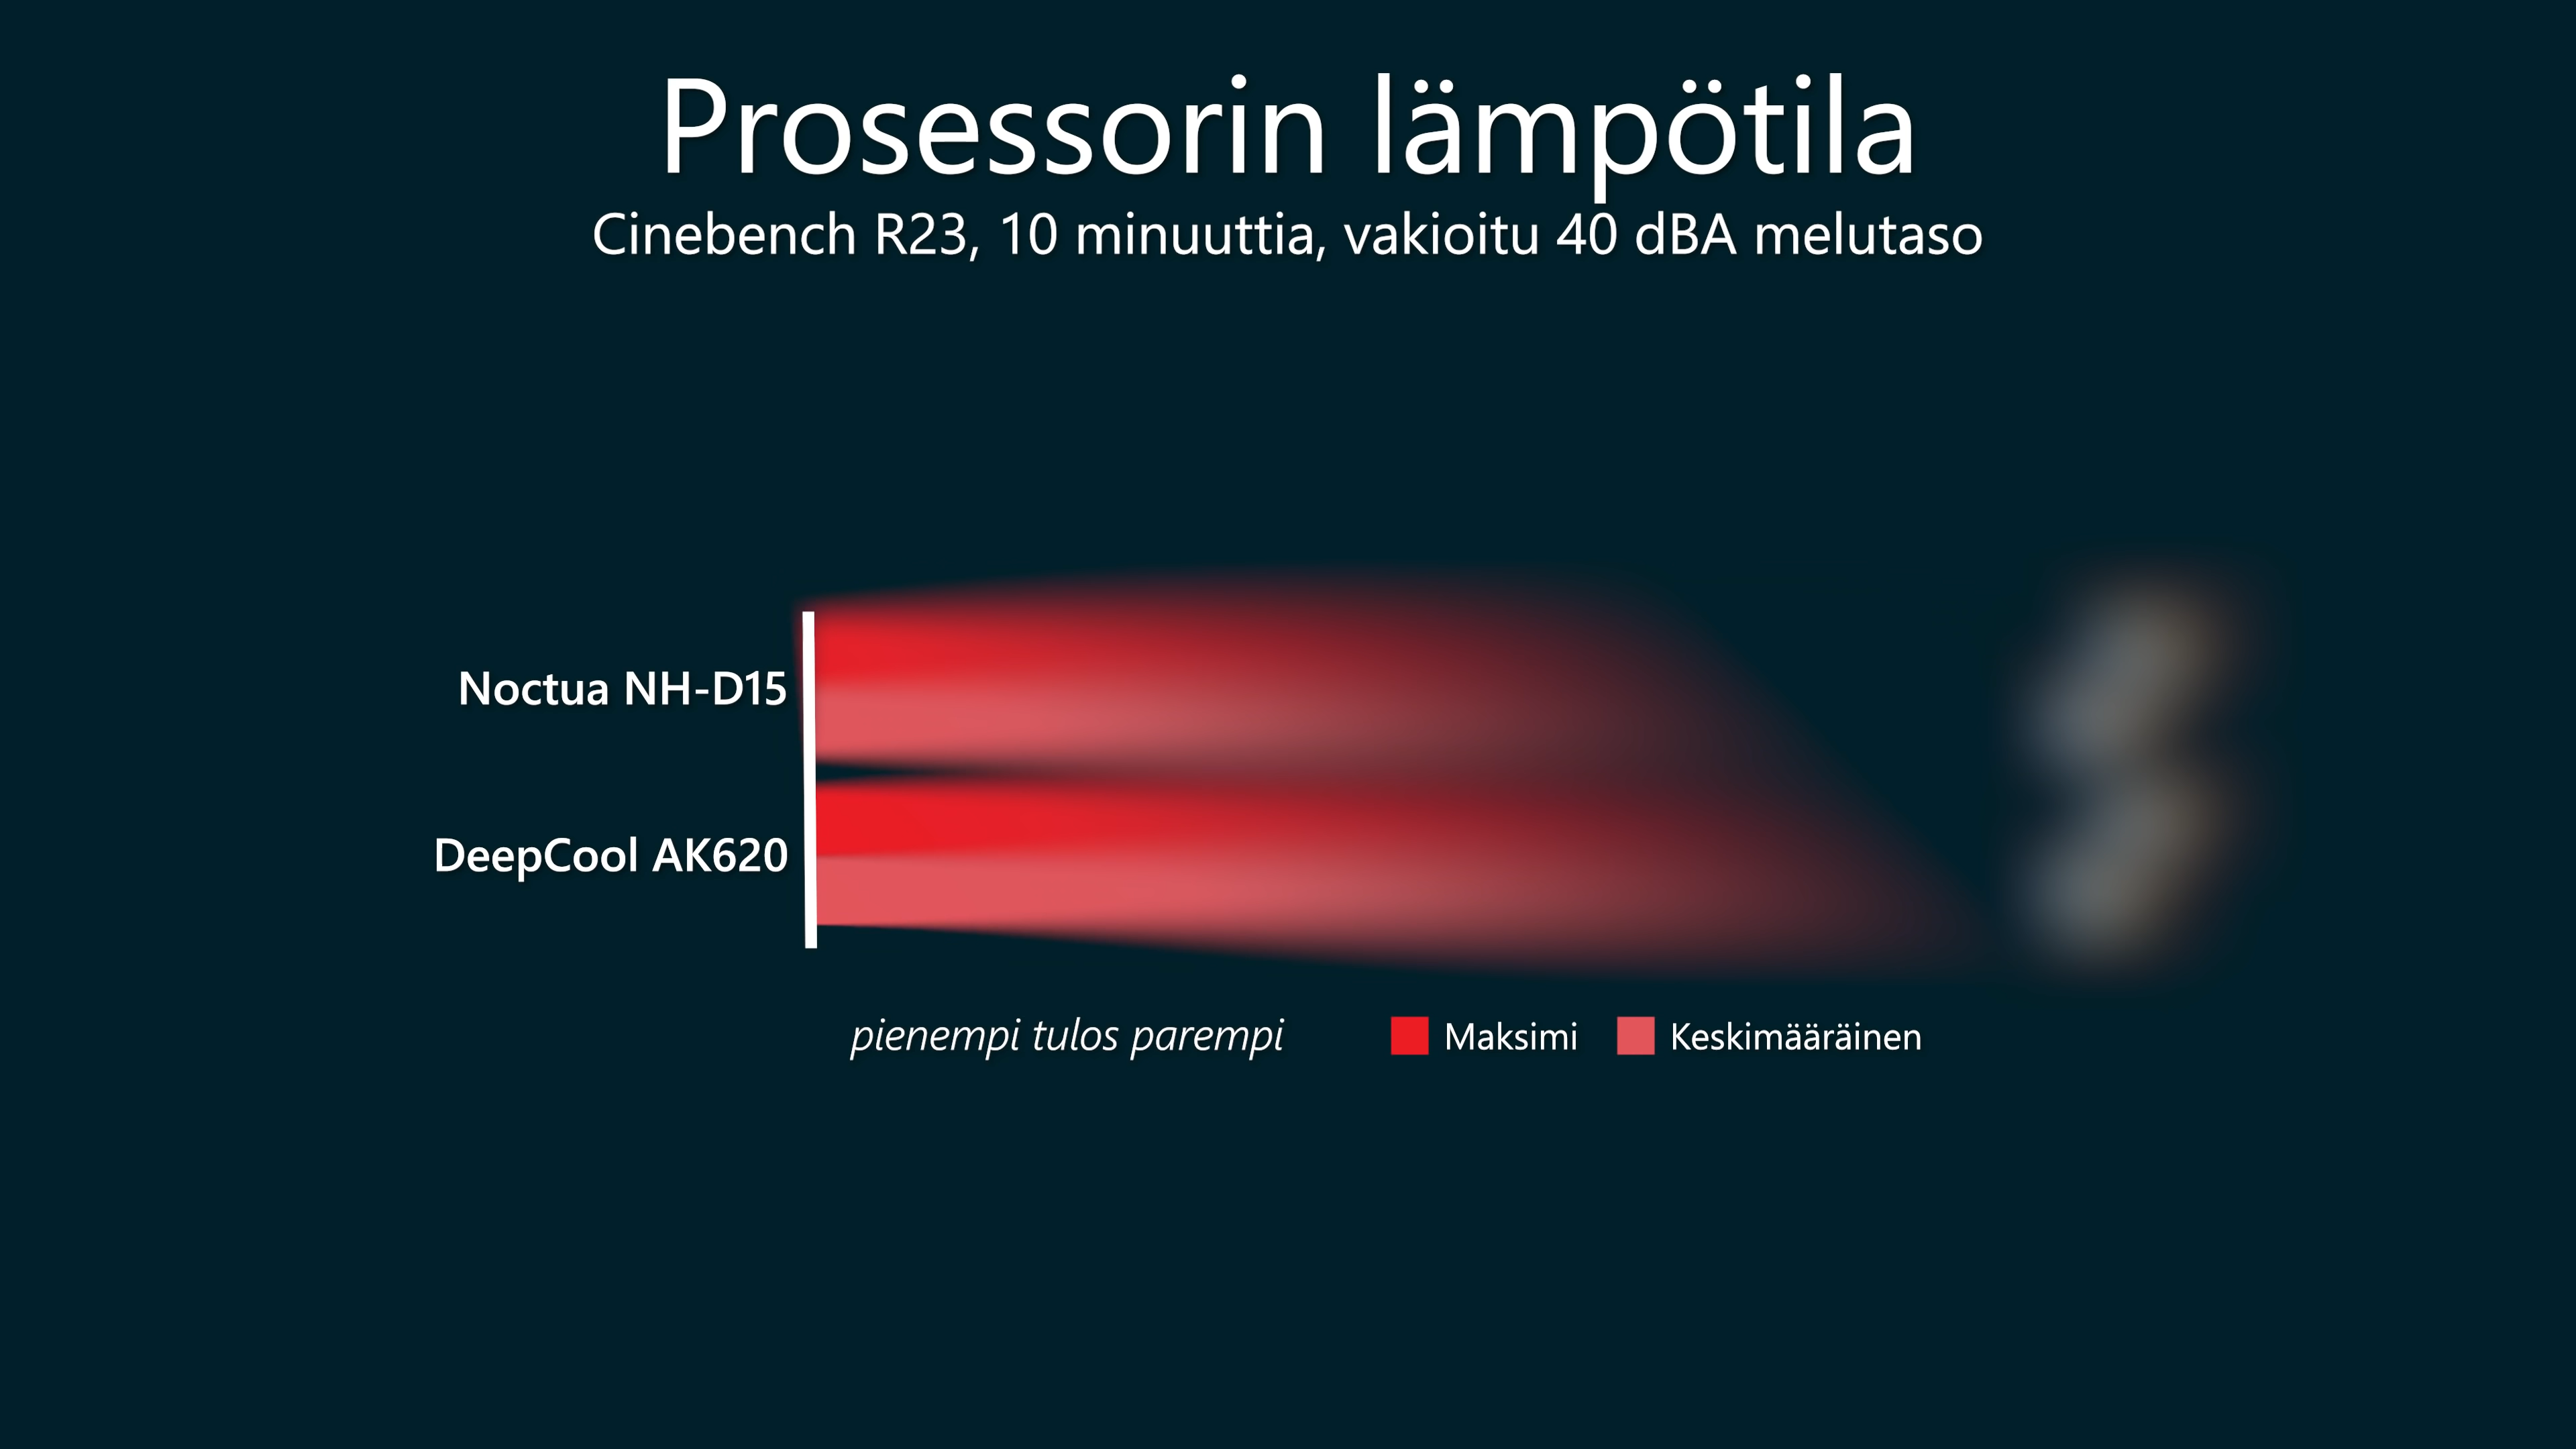 Prosessorin lämpötila
Cinebench R23, 10 minuuttia, vakioitu 40 dBA melutaso
Noctua NH-D15
DeepCool AK620
pienempi tulos parempi
Maksimi
Keskimääräinen